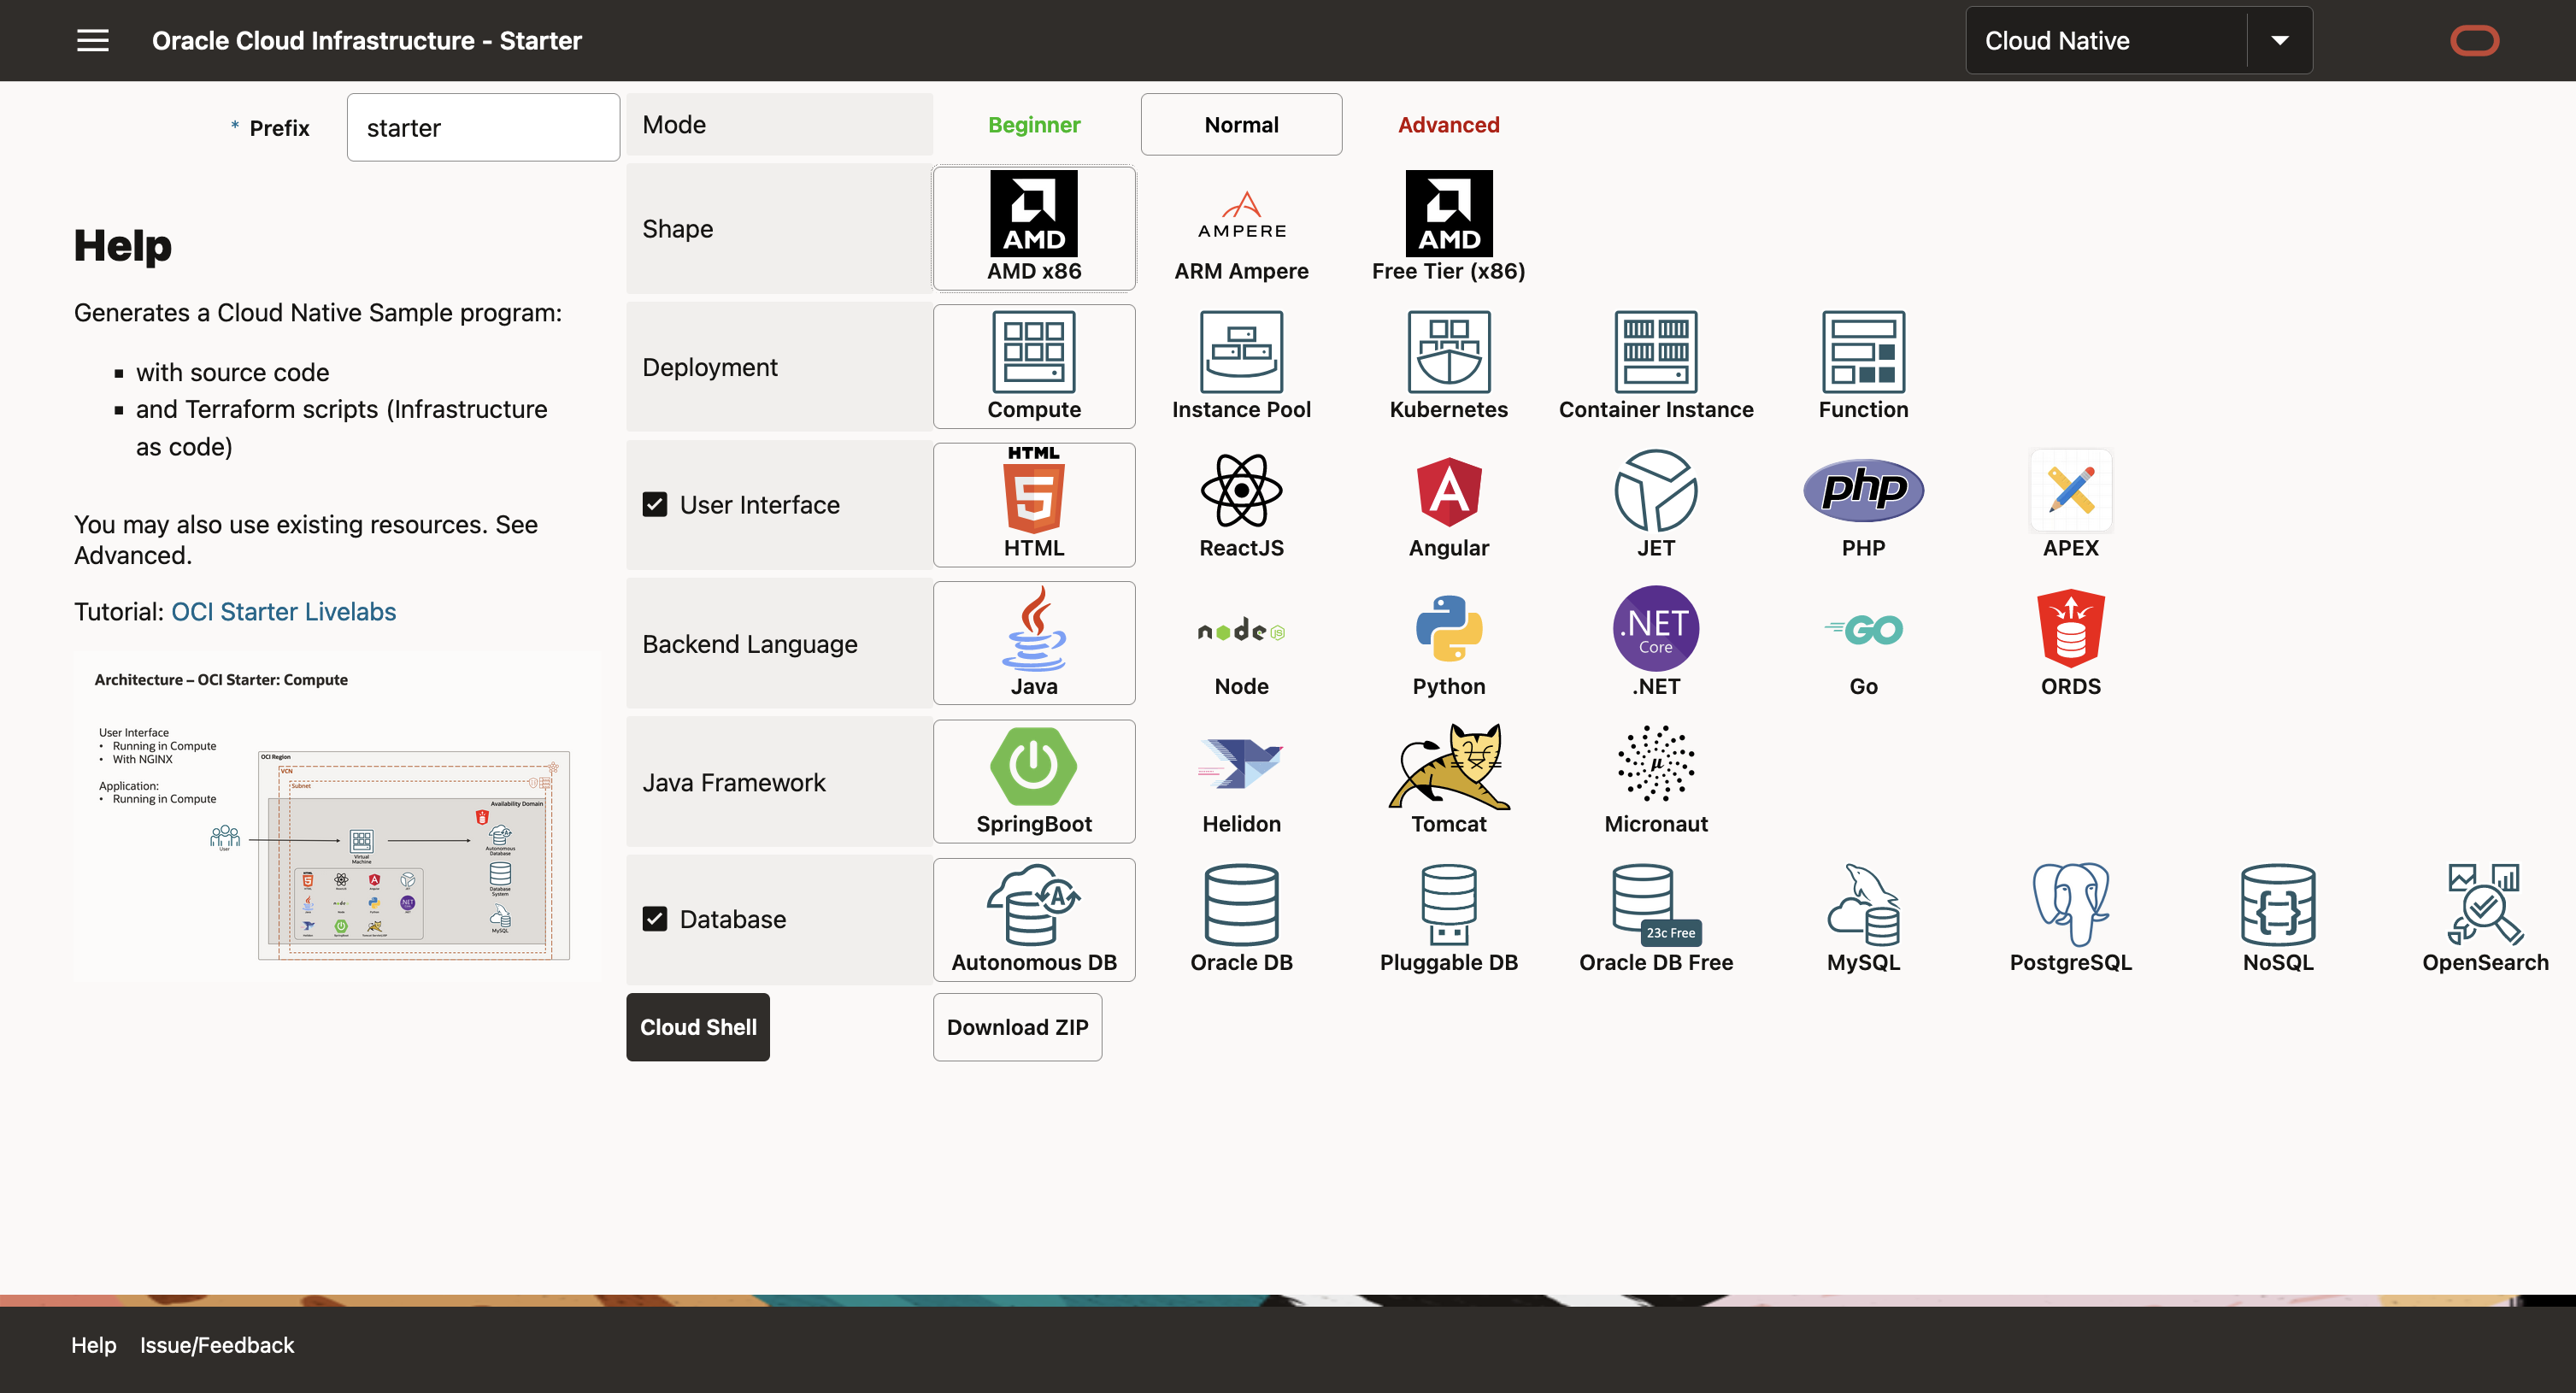 Oracle Cloud Infrastructure - Starter
Cloud Native
* Prefix
starter
Help
Generates a Cloud Native Sample program:
▪ with source code
▪ and Terraform scripts (Infrastructure
as code)
You may also use existing resources. See
Advanced.
Tutorial: OCI Starter Livelabs
Architecture – OCI Starter: Compute
User Interface
• Running in Compute
• With NGINX
Application:
• Running in Compute
OCI Region
VCN
Subnet
Availability Domain
User
Virtual
Machine
Autonomous
Database
Database
System
MySQL
Mode
Beginner
Normal
Advanced
Shape
AMD
AMD x86
AMPERE
ARM Ampere
AMD
Free Tier (x86)
Deployment
Compute
Instance Pool
Kubernetes
Container Instance
Function
User Interface
HTML
5
HTML
ReactJS
A
Angular
JET
php
PHP
APEX
Backend Language
Java
node JS
Node
Python
.NET
Core
.NET
GO
Go
ORDS
Java Framework
SpringBoot
Helidon
Tomcat
μ
Micronaut
Database
A
Autonomous DB
Oracle DB
Pluggable DB
23c Free
Oracle DB Free
MySQL
PostgreSQL
{}
NoSQL
OpenSearch
Cloud Shell
Download ZIP
Help
Issue/Feedback